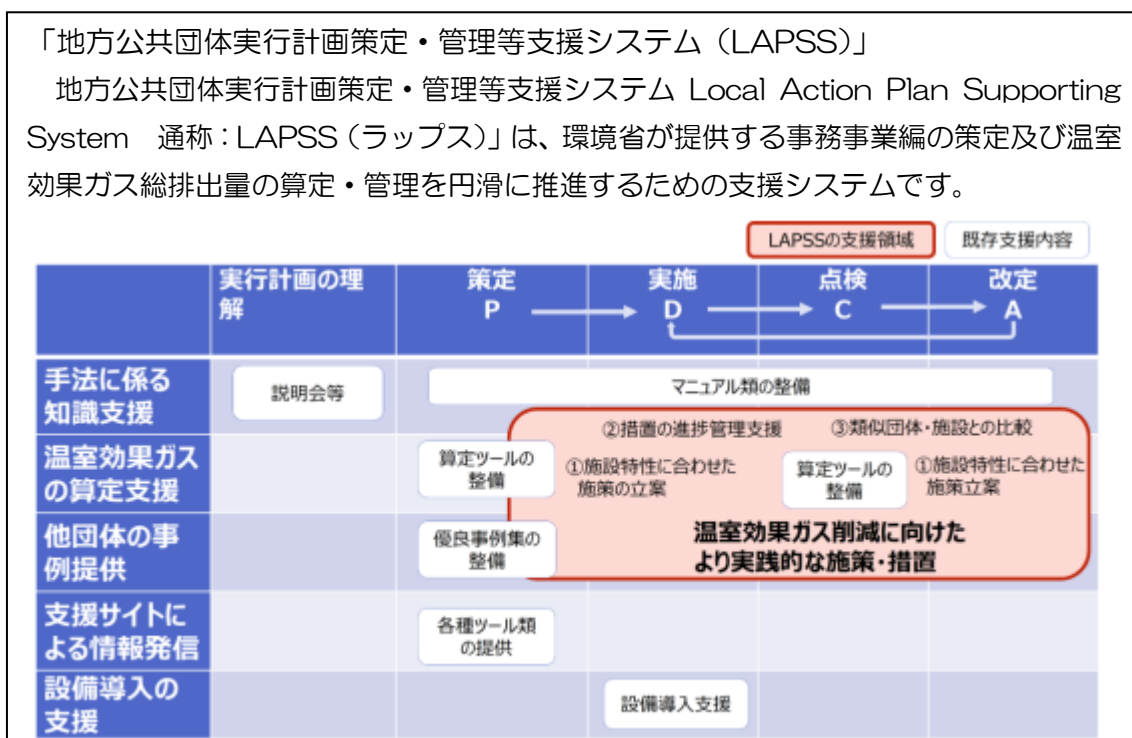 「地方公共団体実行計画策定・管理等支援システム（LAPSS）」
地方公共団体実行計画策定・管理等支援システム Local Action Plan Supporting
System　通称：LAPSS（ラップス）」は、環境省が提供する事務事業編の策定及び温室
効果ガス総排出量の算定・管理を円滑に推進するための支援システムです。
LAPSSの支援領域　既存支援内容
実行計画の理
解
策定
P
実施
D
点検
C
改定
A
手法に係る
知識支援
説明会等
マニュアル類の整備
②措置の進捗管理支援　③類似団体・施設との比較
温室効果ガス
の算定支援
算定ツールの
整備
①施設特性に合わせた
施策の立案
算定ツールの
整備
①施設特性に合わせた
施策立案
他団体の事
例提供
優良事例集の
整備
温室効果ガス削減に向けた
より実践的な施策・措置
支援サイトに
よる情報発信
各種ツール類
の提供
設備導入の
支援
設備導入支援